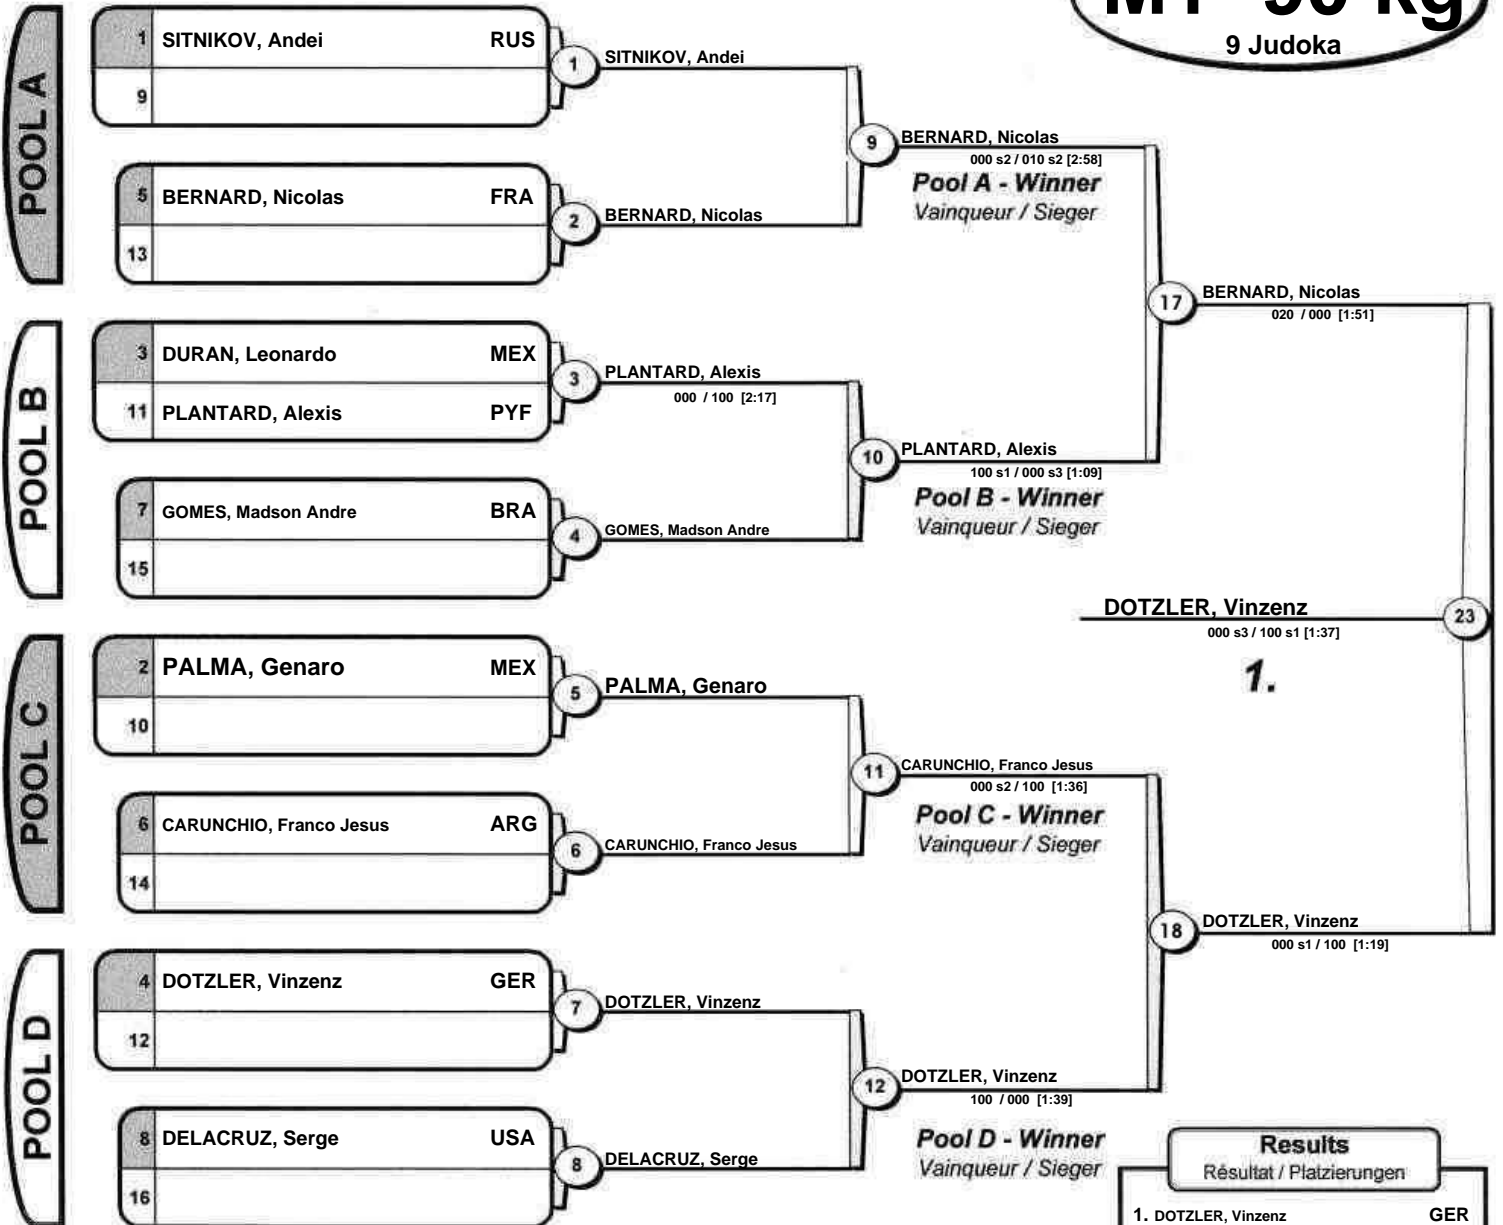 9 Judoka
POOL A
1 SITNIKOV, Andei RUS
9
1
SITNIKOV, Andei
5 BERNARD, Nicolas FRA
13
2
BERNARD, Nicolas
9
BERNARD, Nicolas
000 s2 / 010 s2 [2:58]
Pool A - Winner
Vainqueur / Sieger
POOL B
3 DURAN, Leonardo MEX
11 PLANTARD, Alexis PYF
3
PLANTARD, Alexis
000 / 100 [2:17]
7 GOMES, Madson Andre BRA
15
4
GOMES, Madson Andre
10
PLANTARD, Alexis
100 s1 / 000 s3 [1:09]
Pool B - Winner
Vainqueur / Sieger
17
BERNARD, Nicolas
020 / 000 [1:51]
DOTZLER, Vinzenz
000 s3 / 100 s1 [1:37]
1.
23
POOL C
2 PALMA, Genaro MEX
10
5
PALMA, Genaro
6 CARUNCHIO, Franco Jesus ARG
14
6
CARUNCHIO, Franco Jesus
11
CARUNCHIO, Franco Jesus
000 s2 / 100 [1:36]
Pool C - Winner
Vainqueur / Sieger
POOL D
4 DOTZLER, Vinzenz GER
12
7
DOTZLER, Vinzenz
8 DELACRUZ, Serge USA
16
8
DELACRUZ, Serge
12
DOTZLER, Vinzenz
100 / 000 [1:39]
Pool D - Winner
Vainqueur / Sieger
18
DOTZLER, Vinzenz
000 s1 / 100 [1:19]
Results
Résultat / Platzierungen
1. DOTZLER, Vinzenz GER